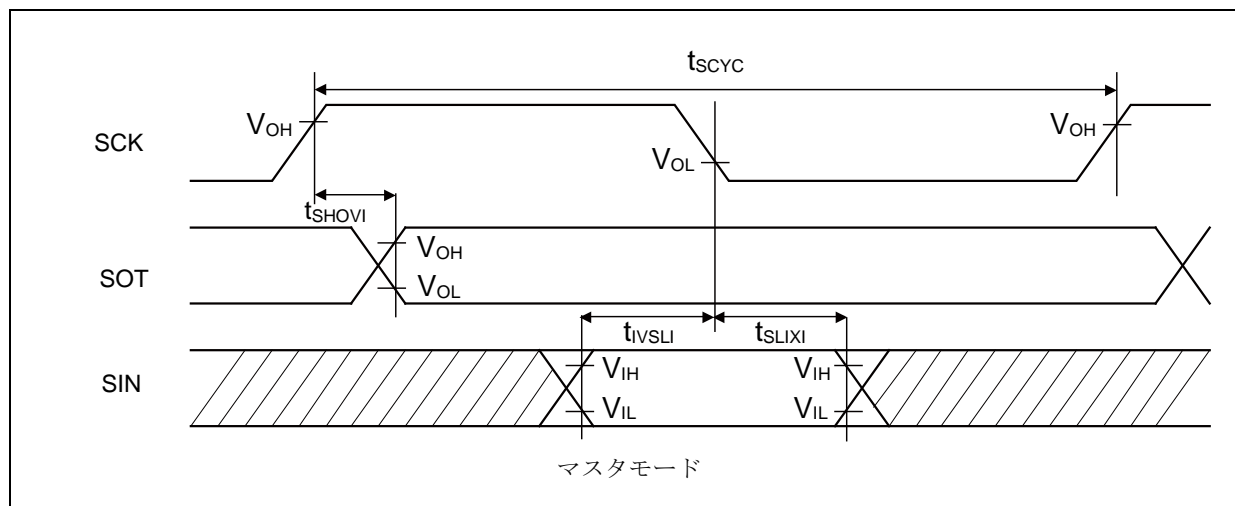 tSCYC
SCK
VOH
VOL
VOH
tSHOVI
SOT
VOH
VOL
tIVSLI
tSLIXI
SIN
VIH
VIH
VIL
VIL
マスタモード